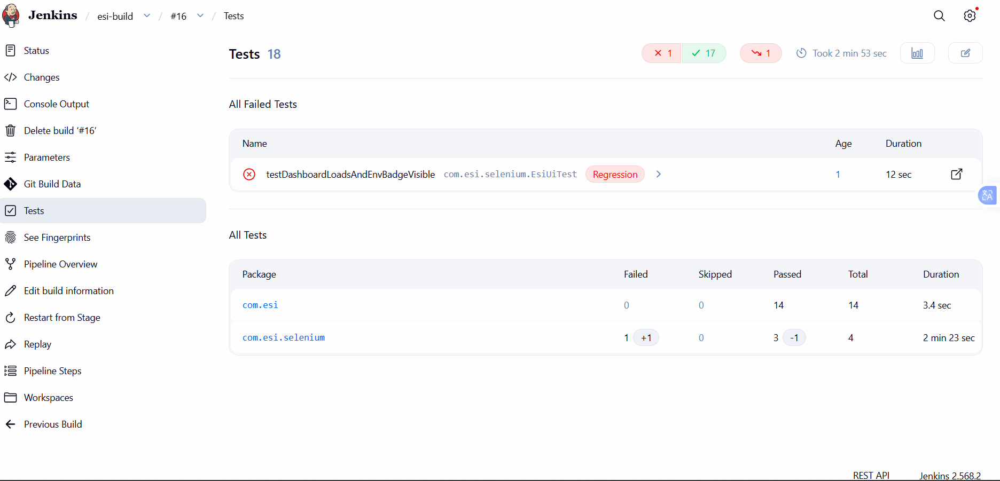 Jenkins / esi-build / #16 / Tests
Status
Changes
Console Output
Delete build ‘#16’
Parameters
Git Build Data
Tests
See Fingerprints
Pipeline Overview
Edit build information
Restart from Stage
Replay
Pipeline Steps
Workspaces
Previous Build
Tests 18
1 17 1 Took 2 min 53 sec
All Failed Tests
Name Age Duration
testDashboardLoadsAndEnvBadgeVisible com.esi.selenium.EsiUiTest Regression 1 12 sec
All Tests
Package Failed Skipped Passed Total Duration
com.esi 0 0 14 14 3.4 sec
com.esi.selenium 1 +1 0 3 -1 4 2 min 23 sec
REST API Jenkins 2.568.2